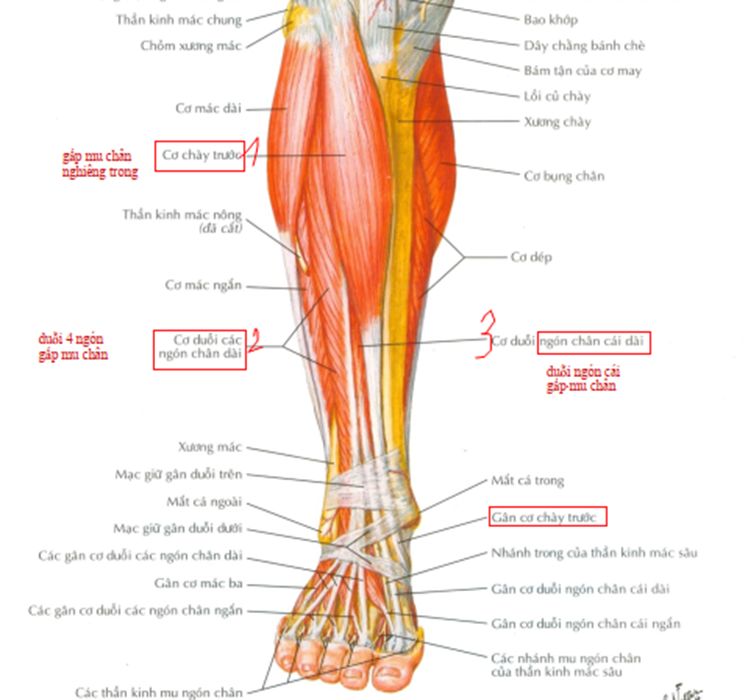 Thần kinh mác chung
Chỏm xương mác
Cơ mác dài
gấp mu chân
nghiêng trong
Cơ chày trước
1
Thần kinh mác nông
(đã cắt)
Cơ mác ngắn
duỗi 4 ngón
gấp mu chân
Cơ duỗi các
ngón chân dài
2
Xương mác
Mạc giữ gân duỗi trên
Mắt cá ngoài
Mạc giữ gân duỗi dưới
Các gân cơ duỗi các ngón chân dài
Gân cơ mác ba
Các gân cơ duỗi các ngón chân ngắn
Các thần kinh mu ngón chân
Bao khớp
Dây chằng bánh chè
Bám tận của cơ may
Lồi củ chày
Xương chày
Cơ bụng chân
Cơ dép
3
Cơ duỗi ngón chân cái dài
duỗi ngón cái
gấp mu chân
Mắt cá trong
Gân cơ chày trước
Nhánh trong của thần kinh mác sâu
Gân cơ duỗi ngón chân cái dài
Gân cơ duỗi ngón chân cái ngắn
Các nhánh mu ngón chân
của thần kinh mác sâu